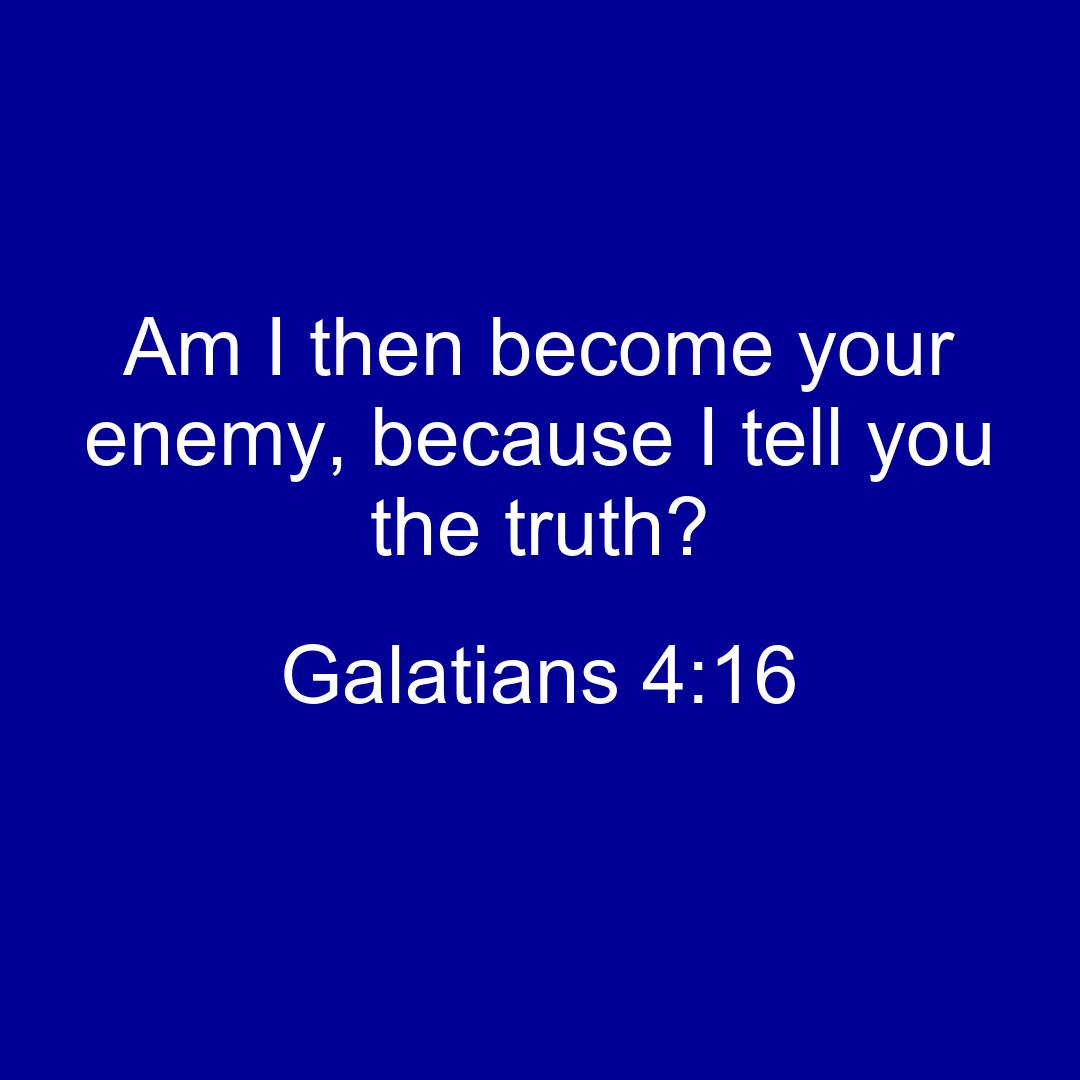 Am I then become your
enemy, because I tell you
the truth?
Galatians 4:16